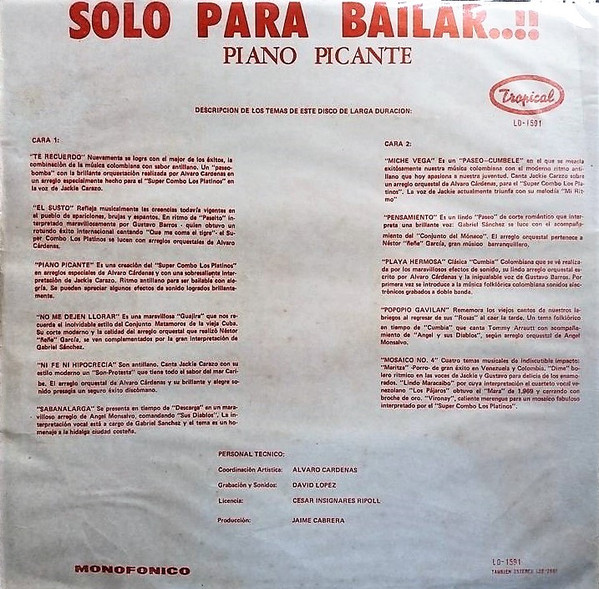 SOLO PARA BAILAR..!!
PIANO PICANTE
Tropical
LD-1591
DESCRIPCION DE LOS TEMAS DE ESTE DISCO DE LARGA DURACION:
CARA 1:
"TE RECUERDO" Nuevamente se logra con el major de los éxitos, la
combinación de la música colombiana con sabor antillano. Un "paseo-
bomba" con la brillante orquestación realizada por Alvaro Cardenas en
un arreglo especialmente hecho para el "Super Combo Los Platinos" en
la voz de Jackie Carazo.
"EL SUSTO" Refleja musicalmente las creencias todavía vigentes en
el pueblo de apariciones, brujas y espantos. En ritmo de "Paseito" in-
terpretado maravillosamente por Gustavo Barros - quien obtuvo un
rotundo éxito internacional cantando "que me coma el tigre"- el Su-
per Combo Los Platinos se lucen con arreglos orquestales de Alvaro
Cárdenas.
"PIANO PICANTE" Es una creación del "Super Combo Los Platinos"
en arreglos especiales de Alvaro Cárdenas y con una sobresaliente inter-
pretación de Jackie Carazo. Ritmo antillano para ser bailable con ale-
gría. Se pueden apreciar algunos efectos de sonido logrados brillante-
mente.
"NO ME DEJEN LLORAR" Es una maravillosa "Guajira" que nos re-
cuerda el inolvidable estilo del Conjunto Matamoros de la vieja Cuba.
Su corte moderno y la calidad del arreglo orquestal que realizó Néstor
"Ñeñe" García, se ven complementados por la gran interpretación de
Gabriel Sánchez.
"NI FE NI HIPOCRECIA" Son antillano. Canta Jackie Carazo con su
estilo moderno un "Son-Protesta" que tiene todo el sabor del mar Cari-
be. El arreglo orquestal de Alvaro Cárdenas y su brillante y alegre so-
nido presagia un seguro éxito discómano.
"SABANALARGA" Se presenta en tiempo de "Descarga" en un mara-
villoso arreglo de Angel Monsalvo, comandando "Sus Diablos". La in-
terpretación vocal está a cargo de Gabriel Sanchez y el tema es un ho-
menaje a la hidalga ciudad costeña.
CARA 2:
"MICHE VEGA" Es un "PASEO-CUMBELE" en el que se mezcla
exitósamente nuestra música colombiana con el moderno ritmo anti-
llano que hoy apasiona a nuestra juventud. Canta Jackie Carazo sobre
un arreglo orquestal de Alvaro Cárdenas, para el "Super Combo Los Pla-
tinos". La voz de Jackie actualmente triunfa con su melodía "Mi Rit-
mo"
"PENSAMIENTO" Es un lindo "Paseo" de corte romántico que inter-
preta una brillante voz: Gabriel Sánchez se luce con el acompaña-
miento del "Conjunto del Mónaco". El arreglo orquestal pertenece a
Néstor "Ñeñe" García, gran músico barranquillero,
"PLAYA HERMOSA" Clásica "Cumbia" Colombiana que se vé realiza-
da por los maravillosos efectos de sonido, su lindo arreglo orquestal escri-
to por Alvaro Cárdenas y la inigualable voz de Gustavo Barros. Por
primera vez se introduce a la música folklórica colombiana sonidos elec-
trónicos grabados a doble banda.
"POPOPIO GAVILAN" Rememora los viejos cantos de nuestros la-
briegos al regresar de sus "Rosas" al caer la tarde. Un tema folklórico
en tiempo de "Cumbia" que canta Tommy Arrautt con acompaña-
miento de "Angel y sus Diablos", según arreglo orquestal de Angel
Monsalvo.
"MOSAICO NO. 4" Cuatro temas musicales de indiscutible impacto:
"Maritza" -Porro- de gran éxito en Venezuela y Colombia. "Dime" bo-
lero rítmico en las voces de Jackie y Gustavo para delicia de los enamo-
rados. "Lindo Maracaibo" por cuya interpretación el cuarteto vocal ve-
nezolano "Los Pájaros" obtuvo el "Mara" de 1,969 y cerrando con
broche de oro, "Vironay", caliente merengue para un mosaico fabuloso
interpretado por el "Super Combo Los Platinos".
PERSONAL TECNICO:
Coordinación Artística: ALVARO CARDENAS
Grabación y Sonidos: DAVID LOPEZ
Licencia: CESAR INSIGNARES RIPOLL
Producción: JAIME CABRERA
MONOFONICO
LD-1591
TAMBIEN ESTEREO LDS-1591